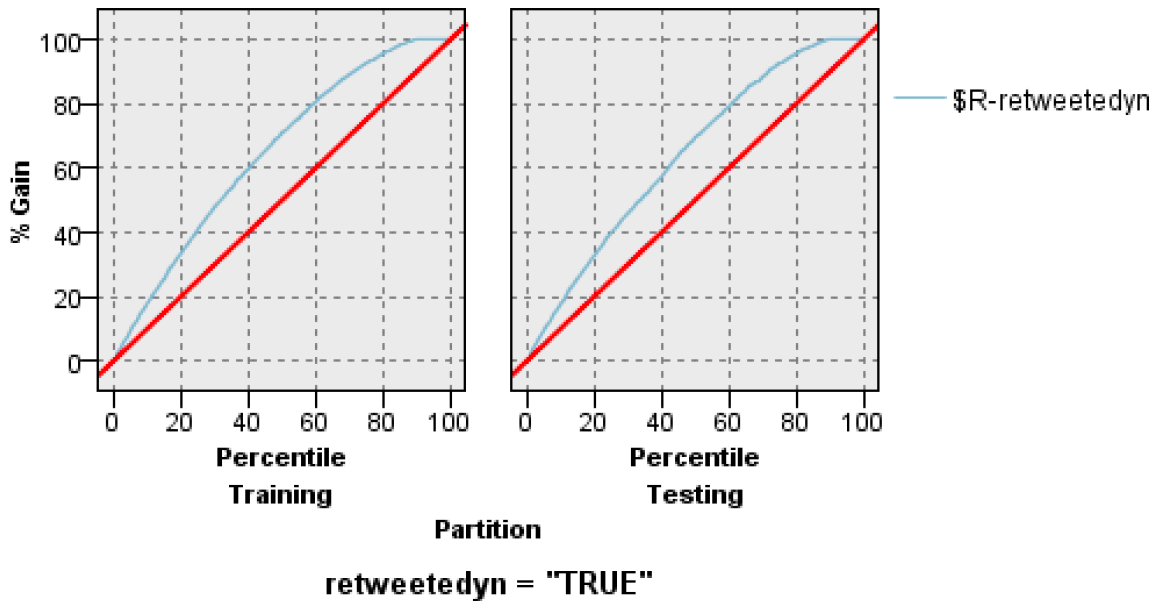 100
80
60
40
20
0
% Gain
$R-retweetedyn
0 20 40 60 80 100 0 20 40 60 80 100
Percentile Percentile
Training Testing
Partition
retweetedyn = "TRUE"